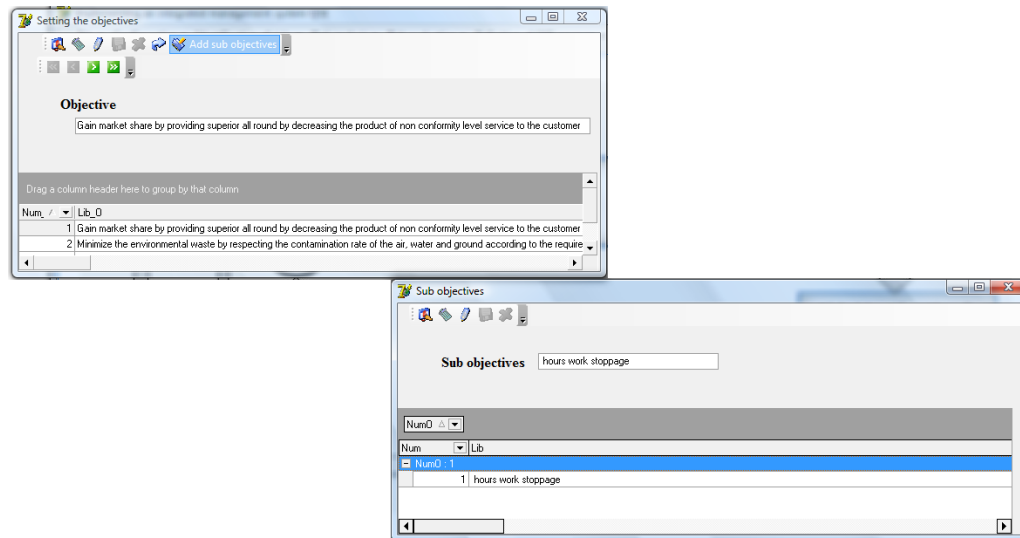 Setting the objectives
Add sub objectives
Objective
Gain market share by providing superior all round by decreasing the product of non conformity level service to the customer
Drag a column header here to group by that column
Num_ Lib_O
1 Gain market share by providing superior all round by decreasing the product of non conformity level service to the customer
2 Minimize the environmental waste by respecting the contamination rate of the air, water and ground according to the require
Sub objectives
Sub objectives hours work stoppage
NumO
Num Lib
NumO : 1
1 hours work stoppage